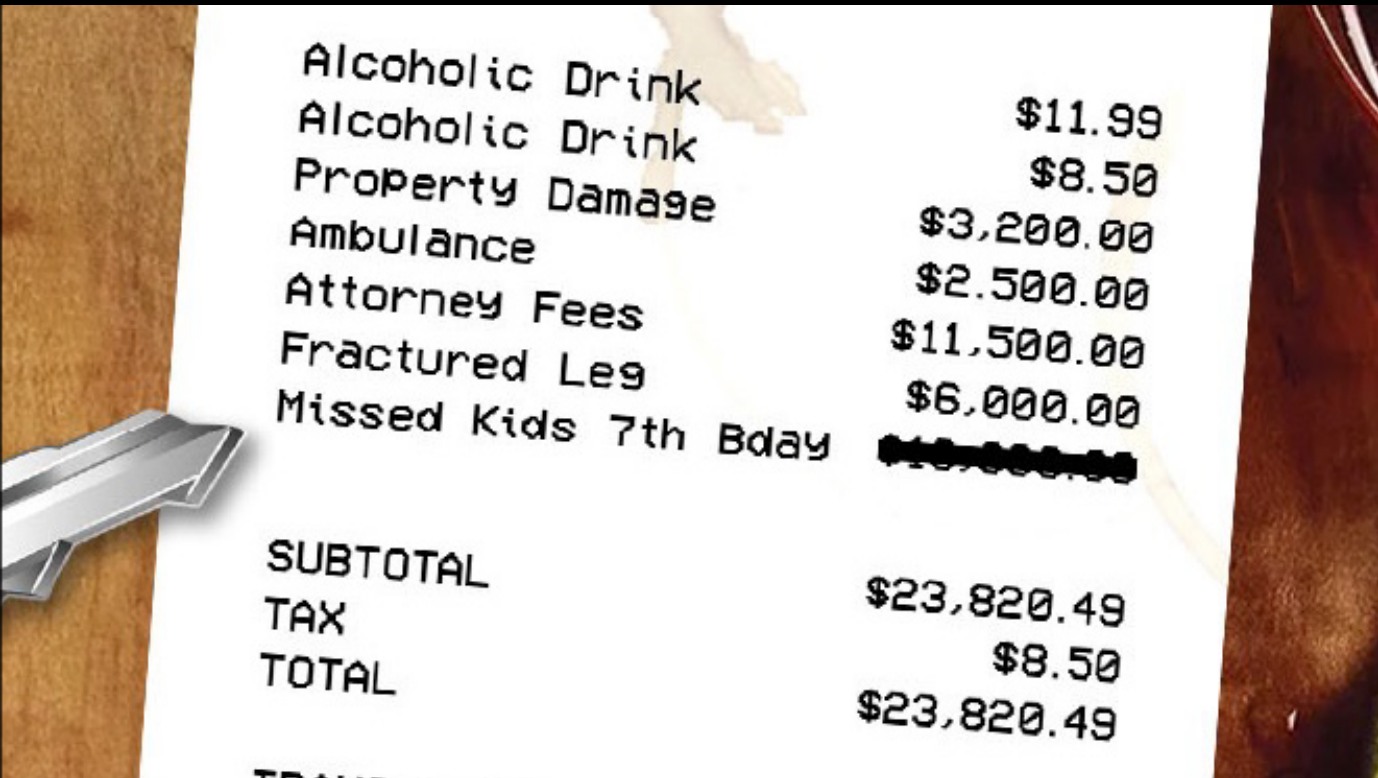 Alcoholic Drink $11.99
Alcoholic Drink $8.50
Property Damage $3,200.00
Ambulance $2.500.00
Attorney Fees $11,500.00
Fractured Leg $6,000.00
Missed Kids 7th Bday
SUBTOTAL $23,820.49
TAX $8.50
TOTAL $23,820.49